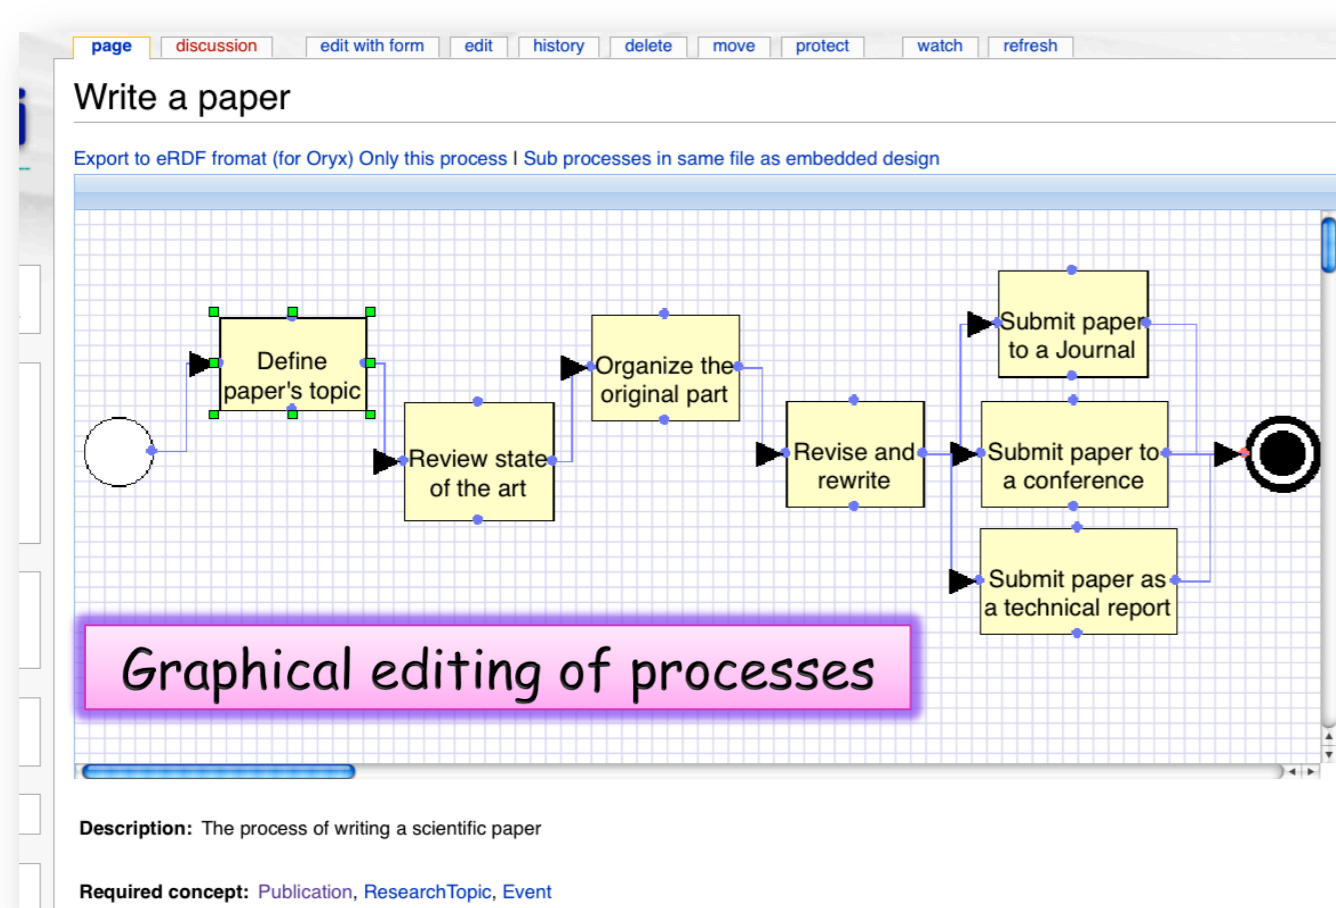 page discussion edit with form edit history delete move protect watch refresh
Write a paper
Export to eRDF fromat (for Oryx) Only this process | Sub processes in same file as embedded design
Define
paper's topic
Review state
of the art
Organize the
original part
Revise and
rewrite
Submit paper
to a Journal
Submit paper to
a conference
Submit paper as
a technical report
Graphical editing of processes
Description: The process of writing a scientific paper
Required concept: Publication, ResearchTopic, Event